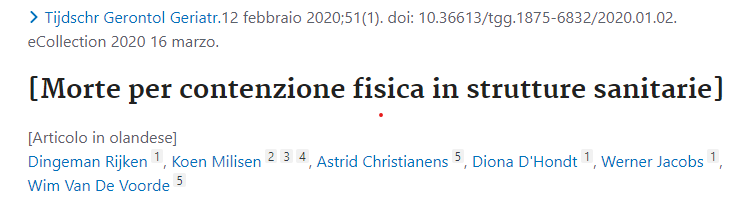 > Tijdschr Gerontol Geriatr.12 febbraio 2020;51(1). doi: 10.36613/tgg.1875-6832/2020.01.02.
eCollection 2020 16 marzo.
[Morte per contenzione fisica in strutture sanitarie]
[Articolo in olandese]
Dingeman Rijken 1, Koen Milisen 2 3 4, Astrid Christianens 5, Diona D'Hondt 1, Werner Jacobs 1,
Wim Van De Voorde 5